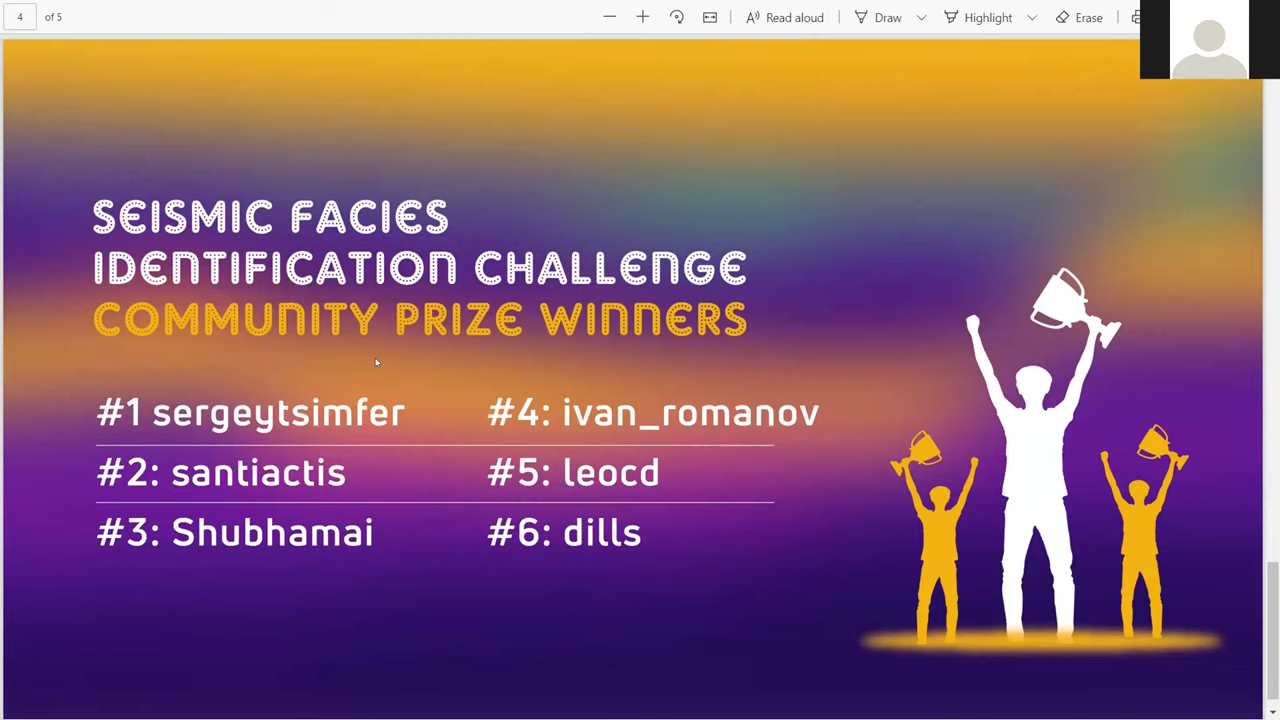 4 of 5
Read aloud
Draw
Highlight
Erase
SEISMIC FACIES
IDENTIFICATION CHALLENGE
COMMUNITY PRIZE WINNERS
#1 sergeytsimfer
#2: santiactis
#3: Shubhamai
#4: ivan_romanov
#5: leocd
#6: dills